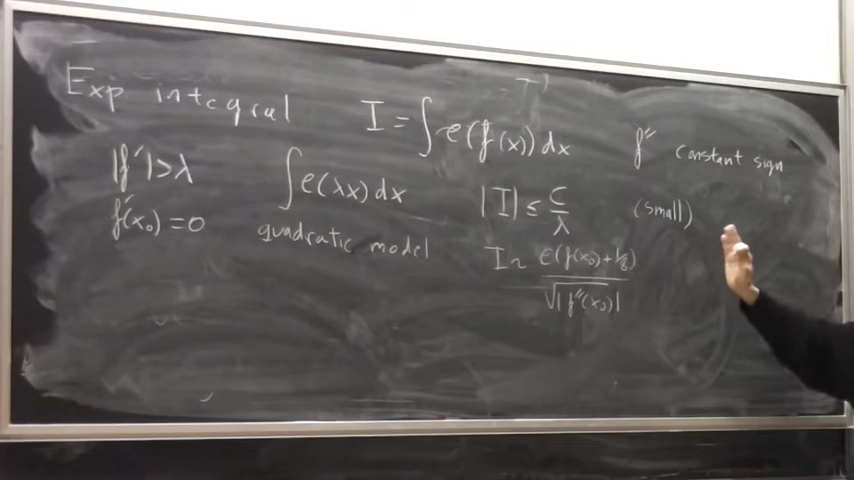 Exp integral I = ∫ e(f(x)) dx f'' constant sign
|f'| > λ ∫ e(λx) dx |I| ≤ C/λ (small)
f'(x₀) = 0 quadratic model I ~ e(f(x₀) + 1/8) / √|f''(x₀)|